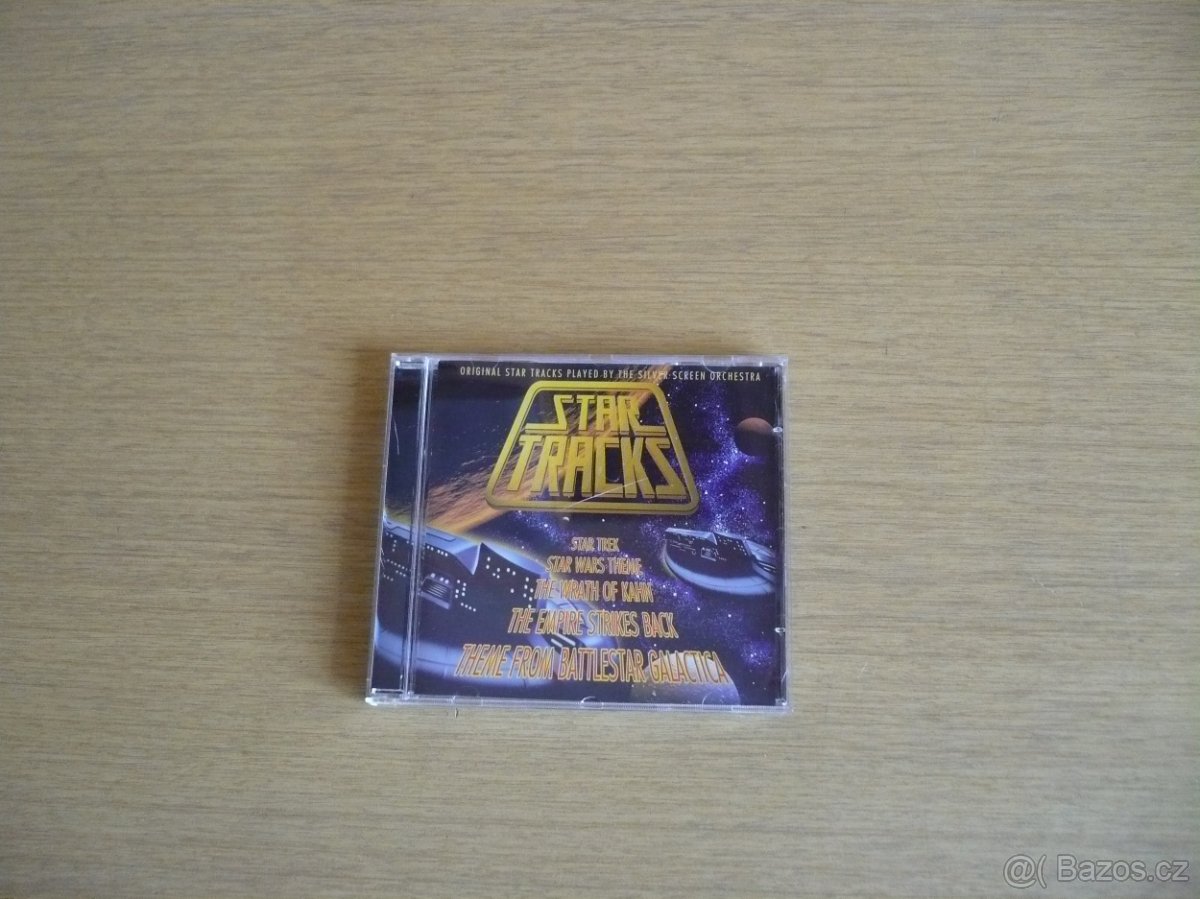 ORIGINAL STAR TRACKS PLAYED BY THE SILVER SCREEN ORCHESTRA
STAR
TRACKS
STAR TREK
STAR WARS THEME
THE WRATH OF KAHN
THE EMPIRE STRIKES BACK
THEME FROM BATTLESTAR GALACTICA
@( Bazos.cz